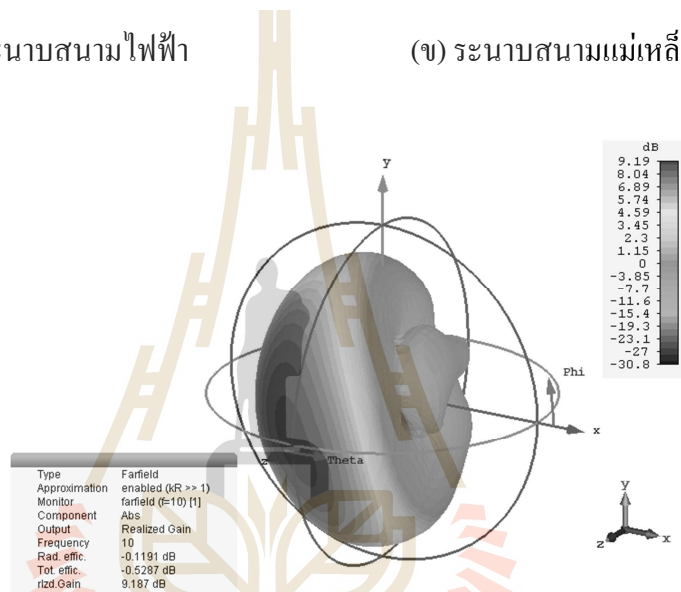 ะนาบสนามไฟฟ้า (ข) ระนาบสนามแม่เหล็
dB
9.19
8.04
6.89
5.74
4.59
3.45
2.3
1.15
0
-3.85
-7.7
-11.6
-15.4
-19.3
-23.1
-27
-30.8
y
Phi
x
z Theta
Type Farfield
Approximation enabled (kR >> 1)
Monitor farfield (f=10) [1]
Component Abs
Output Realized Gain
Frequency 10
Rad. effic. -0.1191 dB
Tot. effic. -0.5287 dB
rlzd.Gain 9.187 dB
y
z x